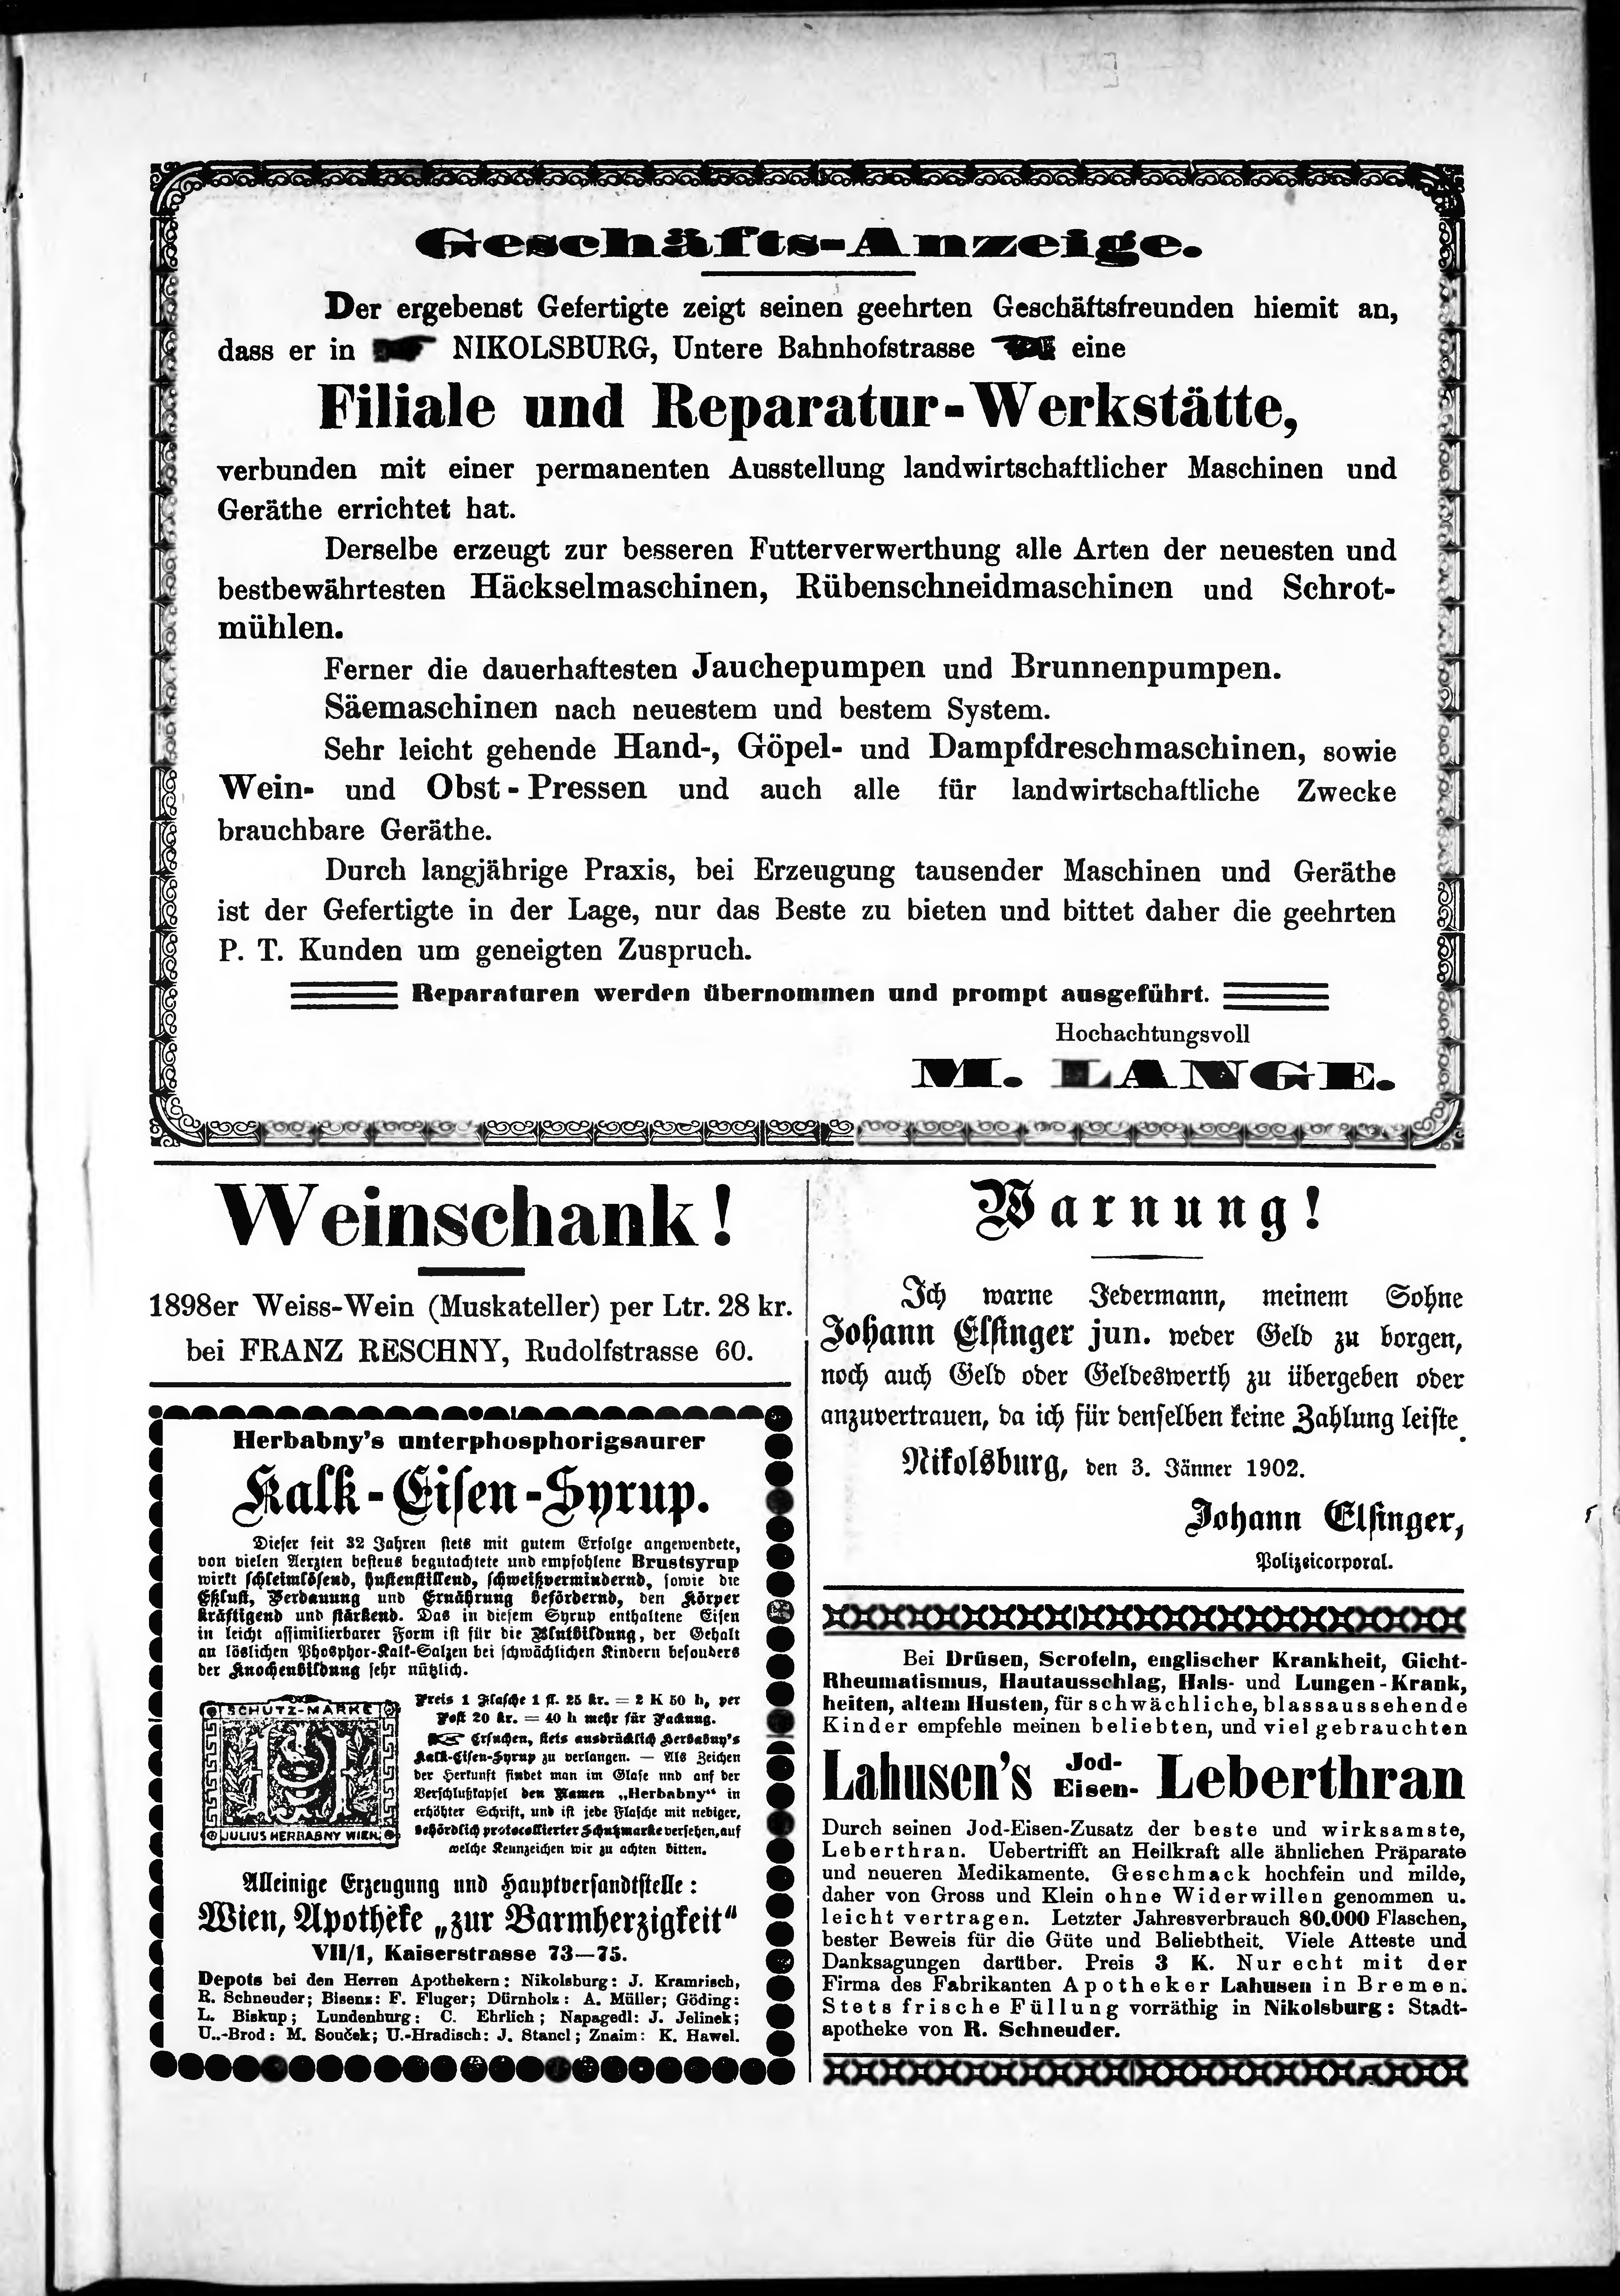 Geschäfts-Anzeige.
Der ergebenst Gefertigte zeigt seinen geehrten Geschäftsfreunden hiemit an,
dass er in NIKOLSBURG, Untere Bahnhofstrasse eine
Filiale und Reparatur-Werkstätte,
verbunden mit einer permanenten Ausstellung landwirtschaftlicher Maschinen und
Geräthe errichtet hat.
Derselbe erzeugt zur besseren Futterverwerthung alle Arten der neuesten und
bestbewährtesten Häckselmaschinen, Rübenschneidmaschinen und Schrot-
mühlen.
Ferner die dauerhaftesten Jauchepumpen und Brunnenpumpen.
Säemaschinen nach neuestem und bestem System.
Sehr leicht gehende Hand-, Göpel- und Dampfdreschmaschinen, sowie
Wein- und Obst-Pressen und auch alle für landwirtschaftliche Zwecke
brauchbare Geräthe.
Durch langjährige Praxis, bei Erzeugung tausender Maschinen und Geräthe
ist der Gefertigte in der Lage, nur das Beste zu bieten und bittet daher die geehrten
P. T. Kunden um geneigten Zuspruch.
Reparaturen werden übernommen und prompt ausgeführt.
Hochachtungsvoll
M. LANGE.
Weinschank!
1898er Weiss-Wein (Muskateller) per Ltr. 28 kr.
bei FRANZ RESCHNY, Rudolfstrasse 60.
Herbabny's unterphosphorigsaurer
Kalk-Eisen-Syrup.
Dieser seit 32 Jahren stets mit gutem Erfolge angewendete,
von vielen Aerzten bestens begutachtete und empfohlene Brustsyrup
wirkt schleimlösend, hustenstillend, schweißvermindernd, sowie die
Eßlust, Verdauung und Ernährung befördernd, den Körper
kräftigend und stärkend. Das in diesem Syrup enthaltene Eisen
in leicht assimilierbarer Form ist für die Blutbildung, der Gehalt
an löslichen Phosphor-Kalk-Salzen bei schwächlichen Kindern besonders
der Knochenbildung sehr nützlich.
SCHUTZ-MARKE
JULIUS HERBABNY WIEN
Preis 1 Flasche 1 fl. 25 kr. = 2 K 50 h, per
Post 20 kr. = 40 h mehr für Packung.
Ersuchen, stets ausdrücklich Herbabny's
Kalk-Eisen-Syrup zu verlangen. — Als Zeichen
der Herkunft findet man im Glase und auf der
Verschlußkapsel den Namen „Herbabny" in
erhöhter Schrift, und ist jede Flasche mit nebiger,
behördlich protocollierter Schutzmarke versehen, auf
welche Kennzeichen wir zu achten bitten.
Alleinige Erzeugung und Hauptversandtstelle:
Wien, Apotheke „zur Barmherzigkeit"
VII/1, Kaiserstrasse 73—75.
Depots bei den Herren Apothekern: Nikolsburg: J. Kramrisch,
R. Schneuder; Bisenz: F. Fluger; Dürnholz: A. Müller; Göding:
L. Biskup; Lundenburg: C. Ehrlich; Napagedl: J. Jelinek;
U..-Brod: M. Souček; U.-Hradisch: J. Stancl; Znaim: K. Hawel.
Warnung!
Ich warne Jedermann, meinem Sohne
Johann Elsinger jun. weder Geld zu borgen,
noch auch Geld oder Geldeswerth zu übergeben oder
anzuvertrauen, da ich für denselben keine Zahlung leiste.
Nikolsburg, den 3. Jänner 1902.
Johann Elsinger,
Polizeicorporal.
Bei Drüsen, Scrofeln, englischer Krankheit, Gicht-
Rheumatismus, Hautausschlag, Hals- und Lungen-Krank,
heiten, altem Husten, für schwächliche, blassaussehende
Kinder empfehle meinen beliebten, und viel gebrauchten
Lahusen's Jod-Eisen- Leberthran
Durch seinen Jod-Eisen-Zusatz der beste und wirksamste,
Leberthran. Uebertrifft an Heilkraft alle ähnlichen Präparate
und neueren Medikamente. Geschmack hochfein und milde,
daher von Gross und Klein ohne Widerwillen genommen u.
leicht vertragen. Letzter Jahresverbrauch 80.000 Flaschen,
bester Beweis für die Güte und Beliebtheit. Viele Atteste und
Danksagungen darüber. Preis 3 K. Nur echt mit der
Firma des Fabrikanten Apotheker Lahusen in Bremen.
Stets frische Füllung vorräthig in Nikolsburg: Stadt-
apotheke von R. Schneuder.